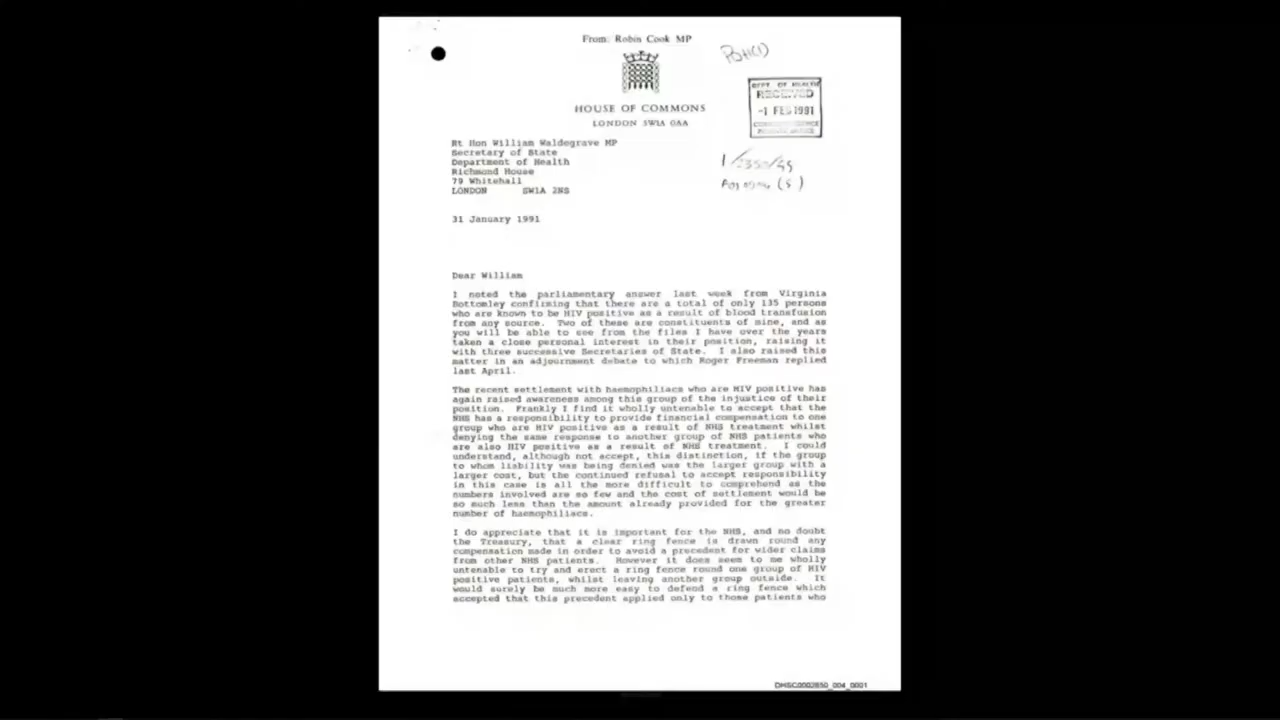 From: Robin Cook MP
HOUSE OF COMMONS
LONDON SW1A 0AA
DEPT. OF HEALTH
RECEIVED
-1 FEB 1991
Rt Hon William Waldegrave MP
Secretary of State
Department of Health
Richmond House
79 Whitehall
LONDON SW1A 2NS
31 January 1991
Dear William
I noted the parliamentary answer last week from Virginia
Bottomley confirming that there are a total of only 135 persons
who are known to be HIV positive as a result of blood transfusion
from any source. Two of these are constituents of mine, and as
you will be able to see from the files I have over the years
taken a close personal interest in their position, raising it
with three successive Secretaries of State. I also raised this
matter in an adjournment debate to which Roger Freeman replied
last April.
The recent settlement with haemophiliacs who are HIV positive has
again raised awareness among this group of the injustice of their
position. Frankly I find it wholly untenable to accept that the
NHS has a responsibility to provide financial compensation to one
group who are HIV positive as a result of NHS treatment whilst
denying the same response to another group of NHS patients who
are also HIV positive as a result of NHS treatment. I could
understand, although not accept, this distinction, if the group
to whom liability was being denied was the larger group with a
larger cost, but the continued refusal to accept responsibility
in this case is all the more difficult to comprehend as the
numbers involved are so few and the cost of settlement would be
so much less than the amount already provided for the greater
number of haemophiliacs.
I do appreciate that it is important for the NHS, and no doubt
the Treasury, that a clear ring fence is drawn round any
compensation made in order to avoid a precedent for wider claims
from other NHS patients. However it does seem to me wholly
untenable to try and erect a ring fence round one group of HIV
positive patients, whilst leaving another group outside. It
would surely be much more easy to defend a ring fence which
accepted that this precedent applied only to those patients who
DHSC0002850_004_0001